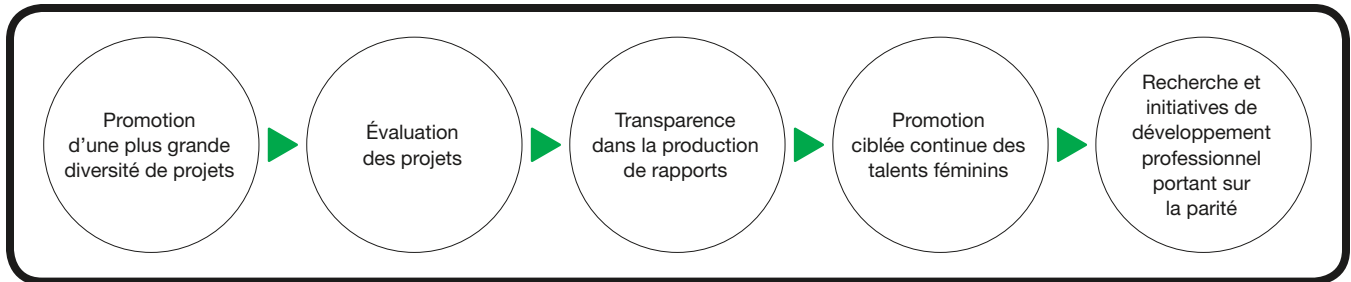 Promotion
d'une plus grande
diversité de projets
Évaluation
des projets
Transparence
dans la production
de rapports
Promotion
ciblée continue des
talents féminins
Recherche et
initiatives de
développement
professionnel
portant sur
la parité